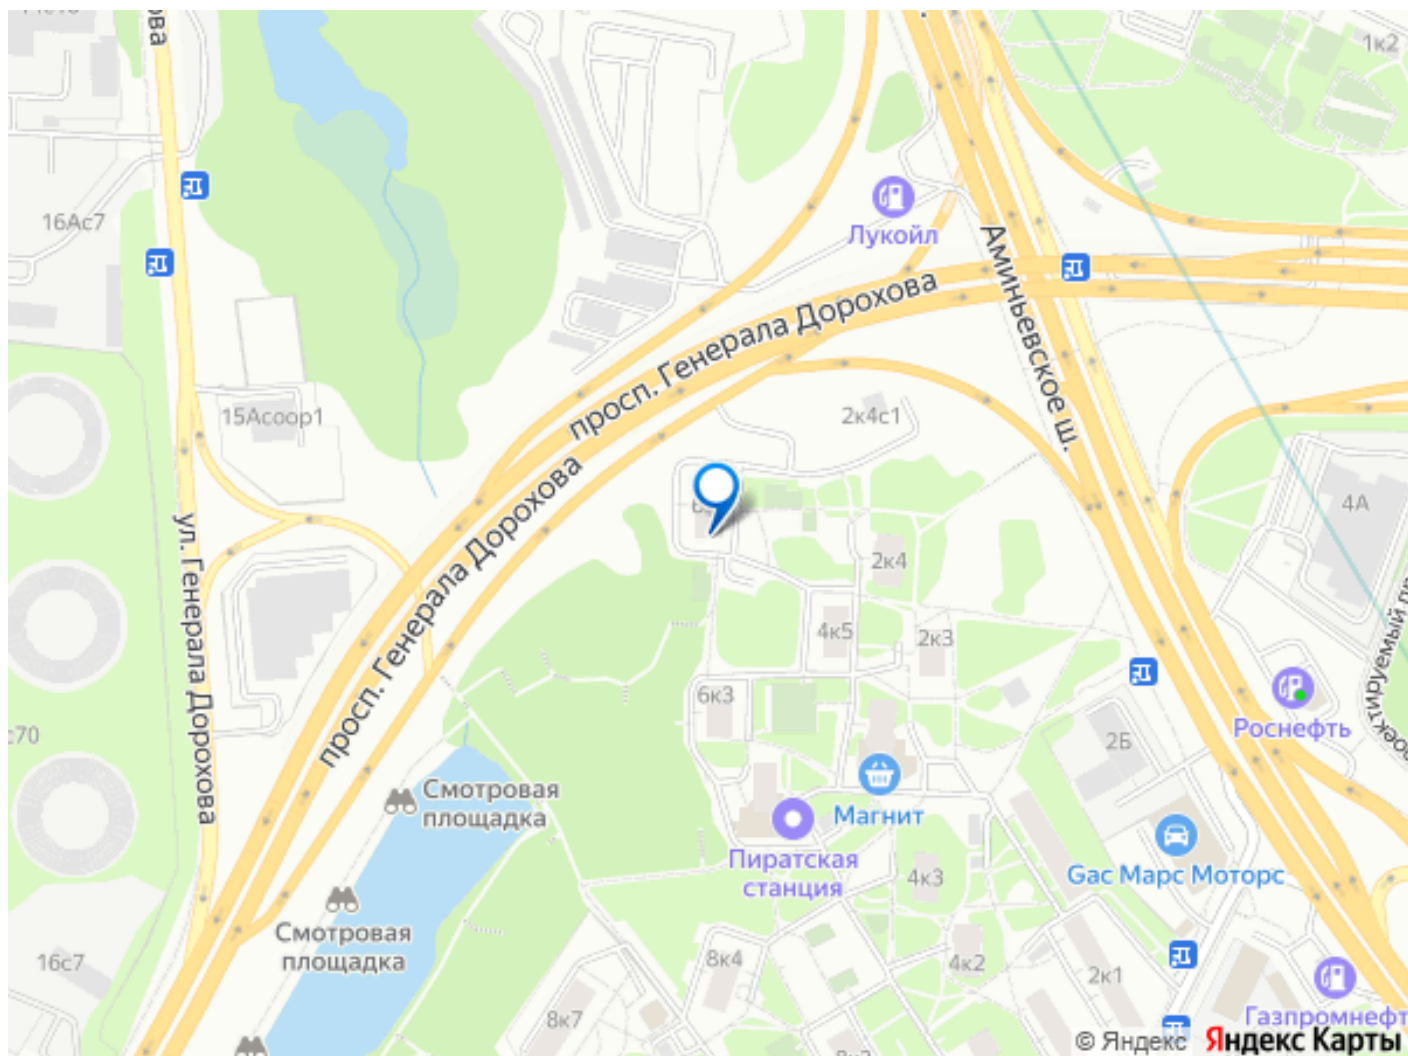 1к2
16Ас7
Лукойл
Аминьевское ш.
просп. Генерала Дорохова
15Асоор1
2к4с1
4А
ул. Генерала Дорохова
просп. Генерала Дорохова
2к4
4к5
2к3
6к3
Роснефть
с70
2Б
Смотровая
площадка
Магнит
Пиратская
станция
Gac Марс Моторс
4к3
Смотровая
площадка
16с7
8к4
4к2
2к1
8к7
Газпромнефт
© Яндекс
Яндекс Карты